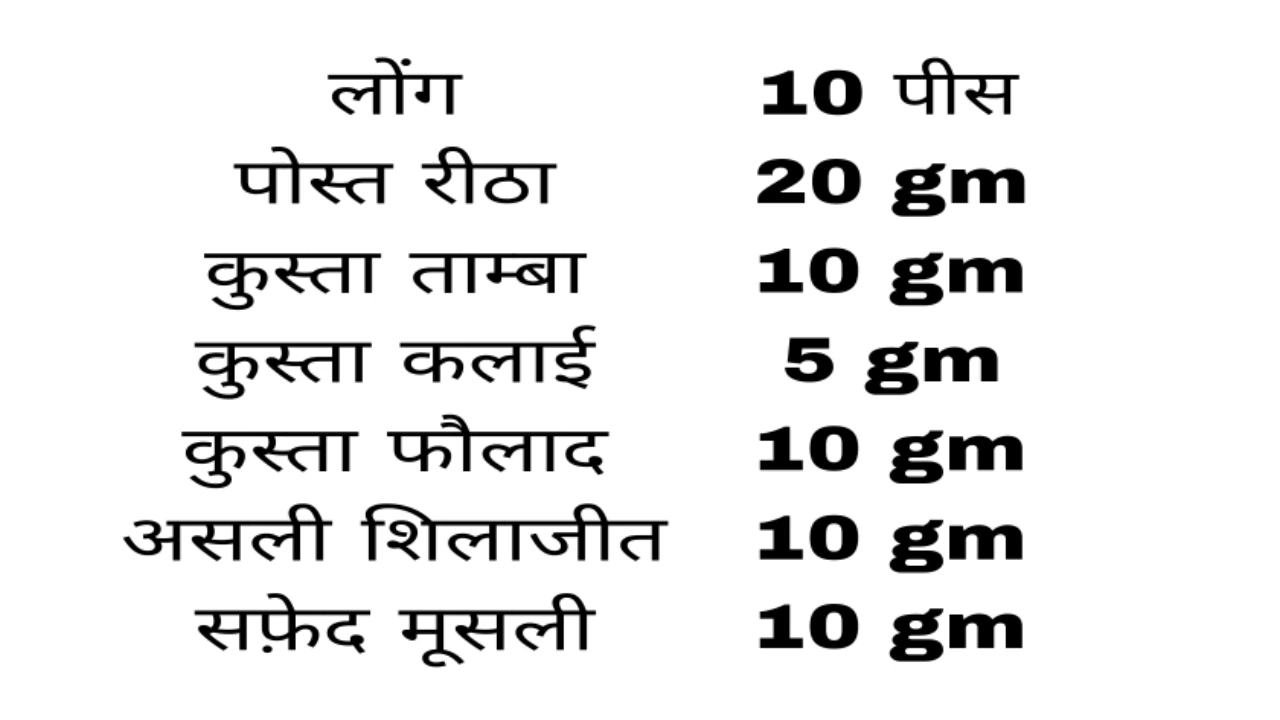 लोंग 10 पीस
पोस्त रीठा 20 gm
कुस्ता ताम्बा 10 gm
कुस्ता कलाई 5 gm
कुस्ता फौलाद 10 gm
असली शिलाजीत 10 gm
सफ़ेद मूसली 10 gm